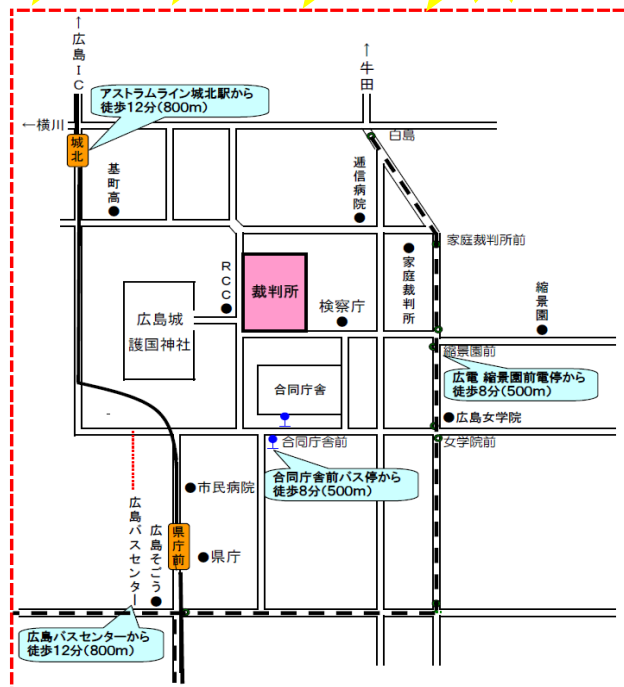 ↑広島IC
↑牛田
アストラムライン城北駅から
徒歩12分(800m)
←横川
城北
白島
基町高
逓信病院
家庭裁判所前
RCC
裁判所
家庭裁判所
検察庁
縮景園
広島城
護国神社
縮景園前
広電 縮景園前電停から
徒歩8分(500m)
合同庁舎
広島女学院
合同庁舎前
女学院前
合同庁舎前バス停から
徒歩8分(500m)
市民病院
広島バスセンター
広島そごう
県庁前
県庁
広島バスセンターから
徒歩12分(800m)